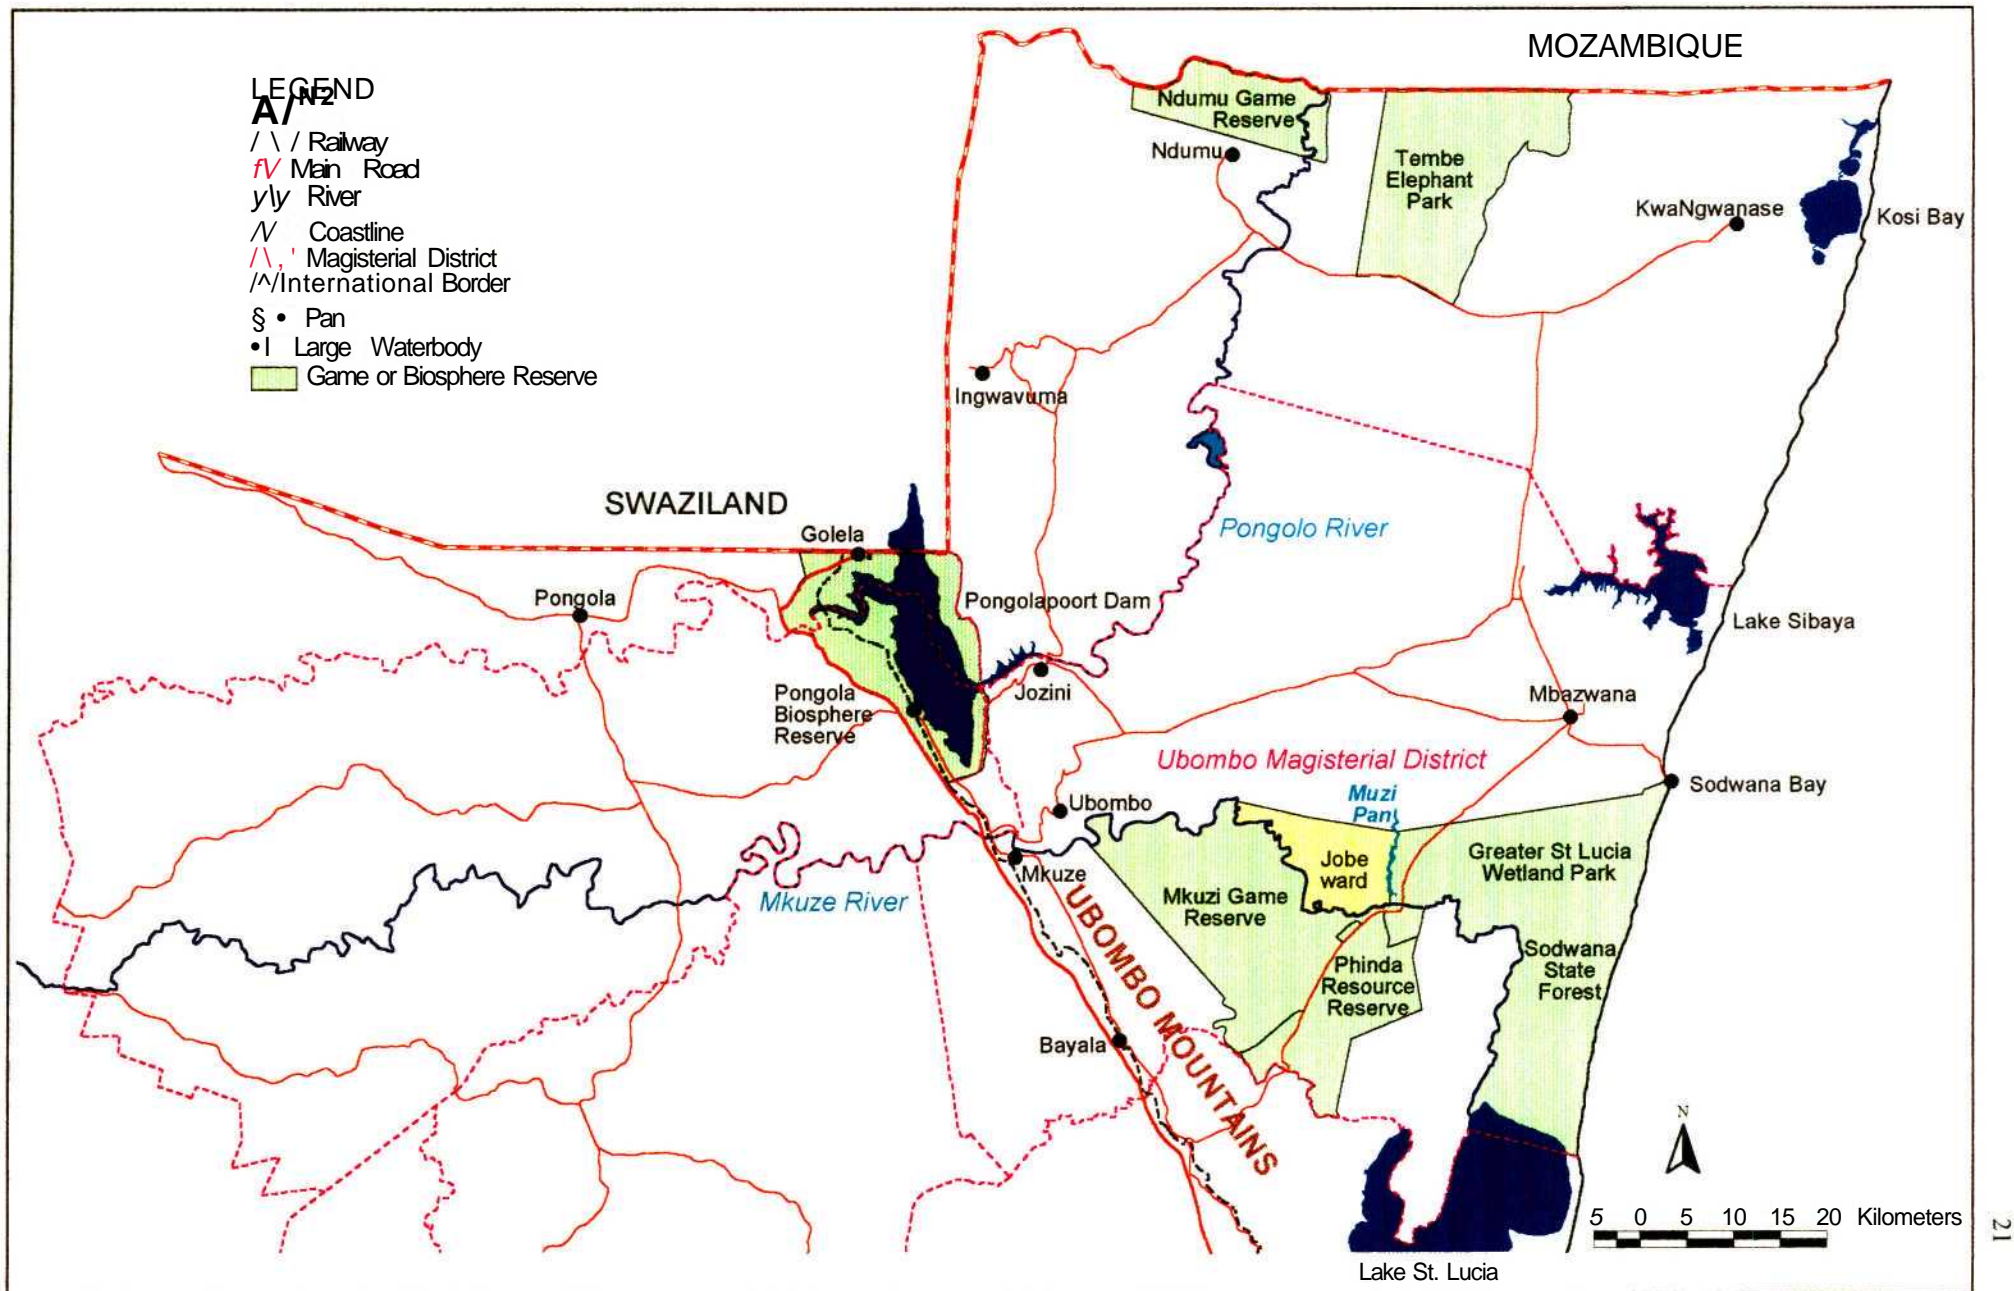 MOZAMBIQUE
LEGEND
A/ N2
/ \ / Railway
fV Main Road
y\y River
/V Coastline
/ \ , ' Magisterial District
/^/International Border
§ • Pan
•I Large Waterbody
Game or Biosphere Reserve
Ndumu Game
Reserve
Ndumu
Tembe
Elephant
Park
KwaNgwanase
Kosi Bay
Ingwavuma
SWAZILAND
Golela
Pongolo River
Pongola
Pongolapoort Dam
Lake Sibaya
Pongola
Biosphere
Reserve
Jozini
Mbazwana
Ubombo Magisterial District
Sodwana Bay
Ubombo
Muzi
Pan
Mkuze
Jobe
ward
Greater St Lucia
Wetland Park
Mkuze River
Mkuzi Game
Reserve
UBOMBO MOUNTAINS
Phinda
Resource
Reserve
Sodwana
State
Forest
Bayala
N
5 0 5 10 15 20 Kilometers
Lake St. Lucia
21